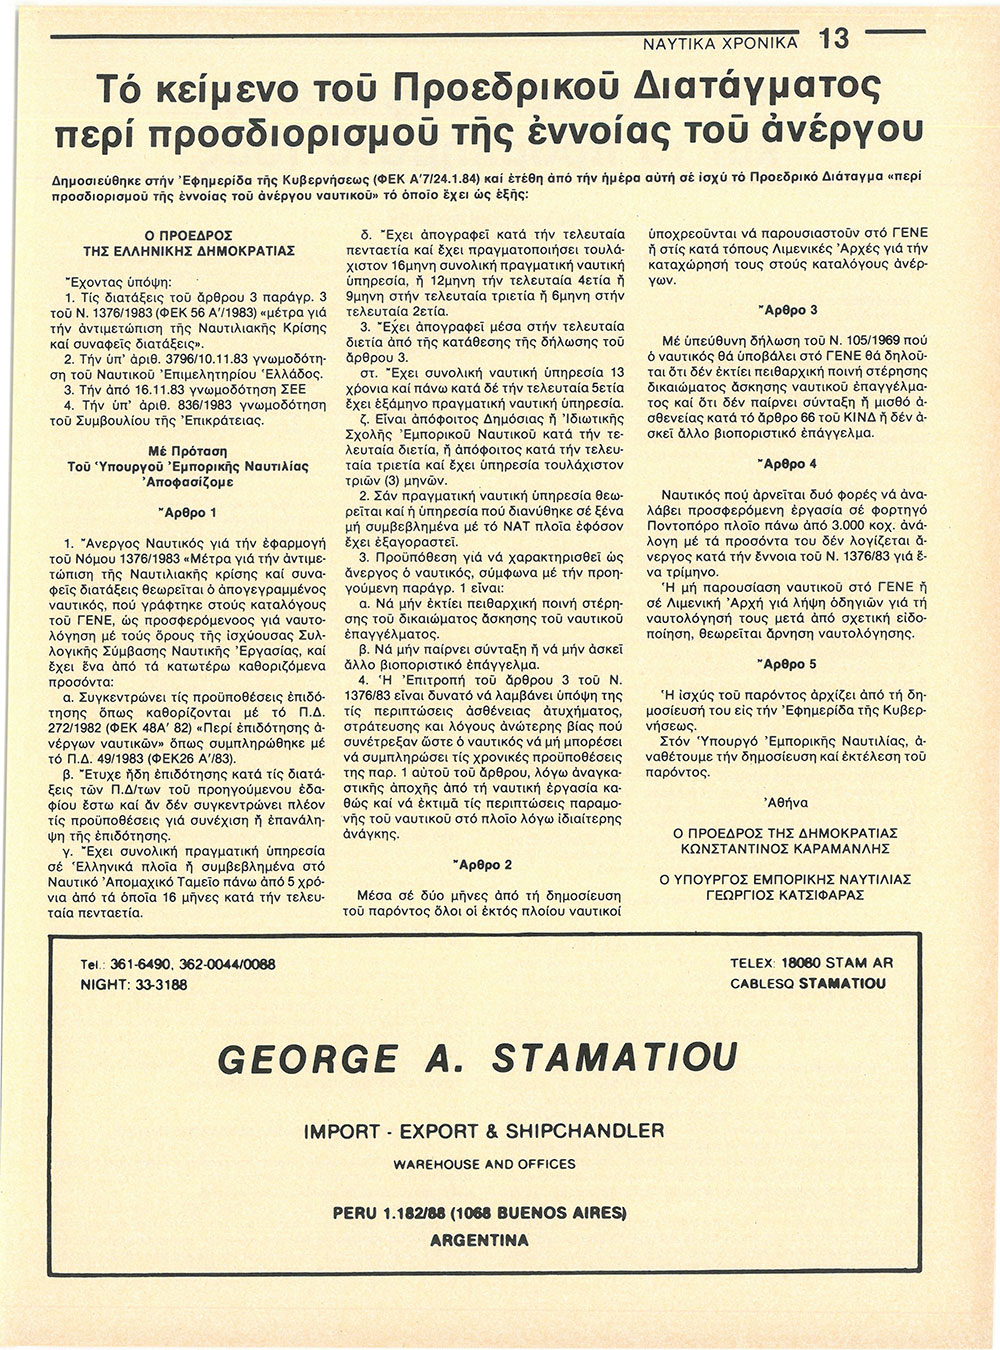 ΝΑΥΤΙΚΑ ΧΡΟΝΙΚΑ 13
Τό κείμενο τοῦ Προεδρικοῦ Διατάγματος
περί προσδιορισμοῦ τῆς ἐννοίας τοῦ ἀνέργου
Δημοσιεύθηκε στήν Ἐφημερίδα τῆς Κυβερνήσεως (ΦΕΚ Α΄7/24.1.84) καί ἐτέθη ἀπό τήν ἡμέρα αὐτή σέ ἰσχύ τό Προεδρικό Διάταγμα «περί
προσδιορισμοῦ τῆς ἐννοίας τοῦ ἀνέργου ναυτικοῦ» τό ὁποῖο ἔχει ὡς ἑξῆς:
Ο ΠΡΟΕΔΡΟΣ
ΤΗΣ ΕΛΛΗΝΙΚΗΣ ΔΗΜΟΚΡΑΤΙΑΣ
Ἔχοντας ὑπόψη:
1. Τίς διατάξεις τοῦ ἄρθρου 3 παράγρ. 3
τοῦ Ν. 1376/1983 (ΦΕΚ 56 Α΄/1983) «μέτρα γιά
τήν ἀντιμετώπιση τῆς Ναυτιλιακῆς Κρίσης
καί συναφεῖς διατάξεις».
2. Τήν ὑπ' ἀριθ. 3796/10.11.83 γνωμοδότη-
ση τοῦ Ναυτικοῦ Ἐπιμελητηρίου Ἑλλάδος.
3. Τήν ἀπό 16.11.83 γνωμοδότηση ΣΕΕ
4. Τήν ὑπ' ἀριθ. 836/1983 γνωμοδότηση
τοῦ Συμβουλίου τῆς Ἐπικράτειας.
Μέ Πρόταση
Τοῦ Ὑπουργοῦ Ἐμπορικῆς Ναυτιλίας
Ἀποφασίζομε
Ἄρθρο 1
1. Ἄνεργος Ναυτικός γιά τήν ἐφαρμογή
τοῦ Νόμου 1376/1983 «Μέτρα γιά τήν ἀντιμε-
τώπιση τῆς Ναυτιλιακῆς κρίσης καί συνα-
φεῖς διατάξεις θεωρεῖται ὁ ἀπογεγραμμένος
ναυτικός, πού γράφτηκε στούς καταλόγους
τοῦ ΓΕΝΕ, ὡς προσφερόμενοος γιά ναυτο-
λόγηση μέ τούς ὅρους τῆς ἰσχύουσας Συλ-
λογικῆς Σύμβασης Ναυτικῆς Ἐργασίας, καί
ἔχει ἕνα ἀπό τά κατωτέρω καθοριζόμενα
προσόντα:
α. Συγκεντρώνει τίς προϋποθέσεις ἐπιδό-
τησης ὅπως καθορίζονται μέ τό Π.Δ.
272/1982 (ΦΕΚ 48Α΄ 82) «Περί ἐπιδότησης ἀ-
νέργων ναυτικῶν» ὅπως συμπληρώθηκε μέ
τό Π.Δ. 49/1983 (ΦΕΚ26 Α΄/83).
β. Ἔτυχε ἤδη ἐπιδότησης κατά τίς διατά-
ξεις τῶν Π.Δ/των τοῦ προηγούμενου ἐδα-
φίου ἔστω καί ἄν δέν συγκεντρώνει πλέον
τίς προϋποθέσεις γιά συνέχιση ἤ ἐπανάλη-
ψη τῆς ἐπιδότησης.
γ. Ἔχει συνολική πραγματική ὑπηρεσία
σέ Ἑλληνικά πλοῖα ἤ συμβεβλημένα στό
Ναυτικό Ἀπομαχικό Ταμεῖο πάνω ἀπό 5 χρό-
νια ἀπό τά ὁποῖα 16 μῆνες κατά τήν τελευ-
ταία πενταετία.
δ. Ἔχει ἀπογραφεῖ κατά τήν τελευταία
πενταετία καί ἔχει πραγματοποιήσει τουλά-
χιστον 16μηνη συνολική πραγματική ναυτική
ὑπηρεσία, ἤ 12μηνη τήν τελευταία 4ετία ἤ
9μηνη στήν τελευταία τριετία ἤ 6μηνη στήν
τελευταία 2ετία.
3. Ἔχει ἀπογραφεῖ μέσα στήν τελευταία
διετία ἀπό τῆς κατάθεσης τῆς δήλωσης τοῦ
ἄρθρου 3.
στ. Ἔχει συνολική ναυτική ὑπηρεσία 13
χρόνια καί πάνω κατά δέ τήν τελευταία 5ετία
ἔχει ἑξάμηνο πραγματική ναυτική ὑπηρεσία.
ζ. Εἶναι ἀπόφοιτος Δημόσιας ἤ Ἰδιωτικῆς
Σχολῆς Ἐμπορικοῦ Ναυτικοῦ κατά τήν τε-
λευταία διετία, ἤ ἀπόφοιτος κατά τήν τελευ-
ταία τριετία καί ἔχει ὑπηρεσία τουλάχιστον
τριῶν (3) μηνῶν.
2. Σάν πραγματική ναυτική ὑπηρεσία θεω-
ρεῖται καί ἡ ὑπηρεσία πού διανύθηκε σέ ξένα
μή συμβεβλημένα μέ τό ΝΑΤ πλοῖα ἐφόσον
ἔχει ἐξαγοραστεῖ.
3. Προϋπόθεση γιά νά χαρακτηρισθεῖ ὡς
ἄνεργος ὁ ναυτικός, σύμφωνα μέ τήν προη-
γούμενη παράγρ. 1 εἶναι:
α. Νά μήν ἐκτίει πειθαρχική ποινή στέρη-
σης τοῦ δικαιώματος ἄσκησης τοῦ ναυτικοῦ
ἐπαγγέλματος.
β. Νά μήν παίρνει σύνταξη ἤ νά μήν ἀσκεῖ
ἄλλο βιοποριστικό ἐπάγγελμα.
4. Ἡ Ἐπιτροπή τοῦ ἄρθρου 3 τοῦ Ν.
1376/83 εἶναι δυνατό νά λαμβάνει ὑπόψη της
τίς περιπτώσεις ἀσθένειας ἀτυχήματος,
στράτευσης καί λόγους ἀνώτερης βίας πού
συνέτρεξαν ὥστε ὁ ναυτικός νά μή μπορέσει
νά συμπληρώσει τίς χρονικές προϋποθέσεις
της παρ. 1 αὐτοῦ τοῦ ἄρθρου, λόγω ἀναγκα-
στικῆς ἀποχῆς ἀπό τή ναυτική ἐργασία κα-
θώς καί νά ἐκτιμᾶ τίς περιπτώσεις παραμο-
νῆς τοῦ ναυτικοῦ στό πλοῖο λόγω ἰδιαίτερης
ἀνάγκης.
Ἄρθρο 2
Μέσα σέ δύο μῆνες ἀπό τή δημοσίευση
τοῦ παρόντος ὅλοι οἱ ἐκτός πλοίου ναυτικοί
ὑποχρεοῦνται νά παρουσιαστοῦν στό ΓΕΝΕ
ἤ στίς κατά τόπους Λιμενικές Ἀρχές γιά τήν
καταχώρησή τους στούς καταλόγους ἀνέρ-
γων.
Ἄρθρο 3
Μέ ὑπεύθυνη δήλωση τοῦ Ν. 105/1969 πού
ὁ ναυτικός θά ὑποβάλει στό ΓΕΝΕ θά δηλοῦ-
ται ὅτι δέν ἐκτίει πειθαρχική ποινή στέρησης
δικαιώματος ἄσκησης ναυτικοῦ ἐπαγγέλμα-
τος καί ὅτι δέν παίρνει σύνταξη ἤ μισθό ἀ-
σθενείας κατά τό ἄρθρο 66 τοῦ ΚΙΝΔ ἤ δέν ἀ-
σκεῖ ἄλλο βιοποριστικό ἐπάγγελμα.
Ἄρθρο 4
Ναυτικός πού ἀρνεῖται δυό φορές νά ἀνα-
λάβει προσφερόμενη ἐργασία σέ φορτηγό
Ποντοπόρο πλοῖο πάνω ἀπό 3.000 κοχ. ἀνά-
λογη μέ τά προσόντα του δέν λογίζεται ἄ-
νεργος κατά τήν ἔννοια τοῦ Ν. 1376/83 γιά ἕ-
να τρίμηνο.
Ἡ μή παρουσίαση ναυτικοῦ στό ΓΕΝΕ ἤ
σέ Λιμενική Ἀρχή γιά λήψη ὁδηγιῶν γιά τή
ναυτολόγησή τους μετά ἀπό σχετική εἰδο-
ποίηση, θεωρεῖται ἄρνηση ναυτολόγησης.
Ἄρθρο 5
Ἡ ἰσχύς τοῦ παρόντος ἀρχίζει ἀπό τή δη-
μοσίευσή του εἰς τήν Ἐφημερίδα τῆς Κυβερ-
νήσεως.
Στόν Ὑπουργό Ἐμπορικῆς Ναυτιλίας, ἀ-
ναθέτουμε τήν δημοσίευση καί ἐκτέλεση τοῦ
παρόντος.
Ἀθήνα
Ο ΠΡΟΕΔΡΟΣ ΤΗΣ ΔΗΜΟΚΡΑΤΙΑΣ
ΚΩΝΣΤΑΝΤΙΝΟΣ ΚΑΡΑΜΑΝΛΗΣ
Ο ΥΠΟΥΡΓΟΣ ΕΜΠΟΡΙΚΗΣ ΝΑΥΤΙΛΙΑΣ
ΓΕΩΡΓΙΟΣ ΚΑΤΣΙΦΑΡΑΣ
Tel.: 361-6490, 362-0044/0088
NIGHT: 33-3188
TELEX: 18080 STAM AR
CABLESQ STAMATIOU
GEORGE A. STAMATIOU
IMPORT - EXPORT & SHIPCHANDLER
WAREHOUSE AND OFFICES
PERU 1.182/88 (1068 BUENOS AIRES)
ARGENTINA